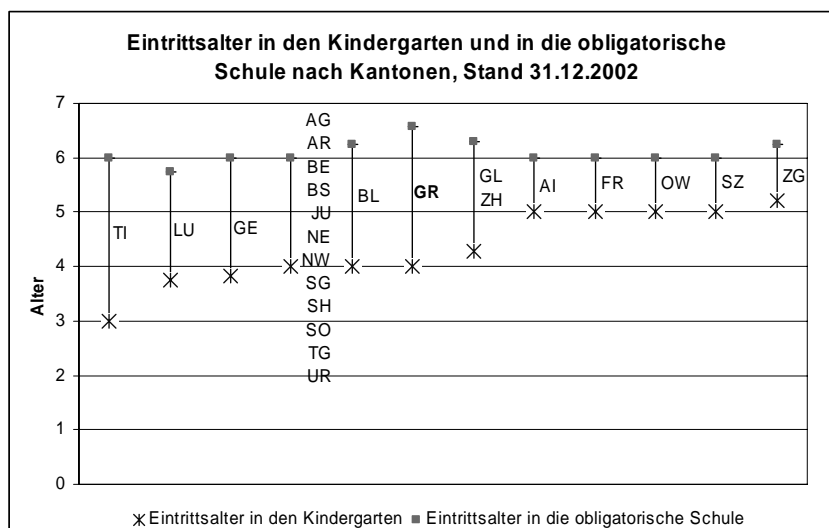 Eintrittsalter in den Kindergarten und in die obligatorische
Schule nach Kantonen, Stand 31.12.2002
Alter
7
6
5
4
3
2
1
0
TI
LU
GE
AG
AR
BE
BS
JU
NE
NW
SG
SH
SO
TG
UR
BL
GR
GL
ZH
AI
FR
OW
SZ
ZG
Eintrittsalter in den Kindergarten
Eintrittsalter in die obligatorische Schule